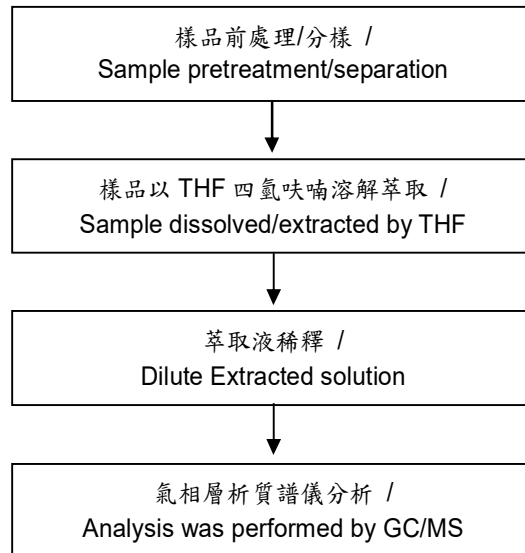 樣品前處理/分樣 /
Sample pretreatment/separation
樣品以 THF 四氫呋喃溶解萃取 /
Sample dissolved/extracted by THF
萃取液稀釋 /
Dilute Extracted solution
氣相層析質譜儀分析 /
Analysis was performed by GC/MS